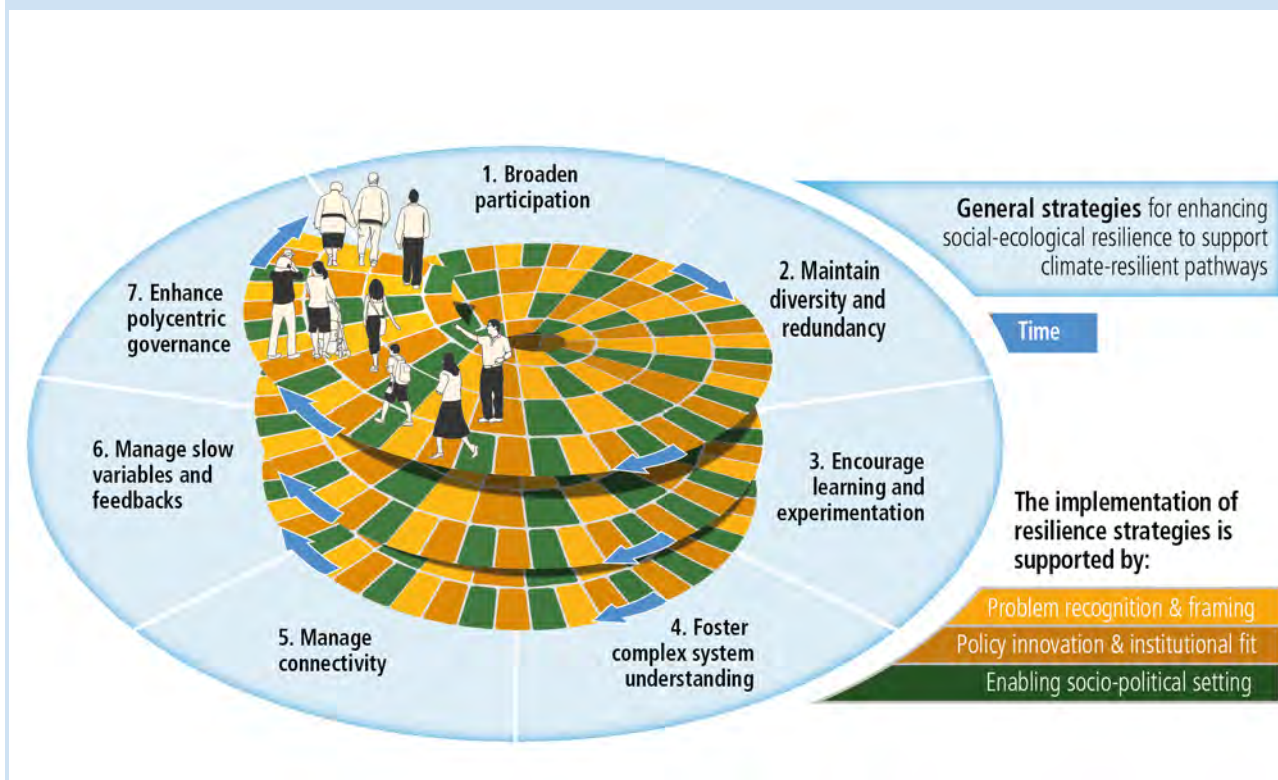 1. Broaden
participation
2. Maintain
diversity and
redundancy
3. Encourage
learning and
experimentation
4. Foster
complex system
understanding
5. Manage
connectivity
6. Manage slow
variables and
feedbacks
7. Enhance
polycentric
governance
General strategies for enhancing
social-ecological resilience to support
climate-resilient pathways
Time
The implementation of
resilience strategies is
supported by:
Problem recognition & framing
Policy innovation & institutional fit
Enabling socio-political setting